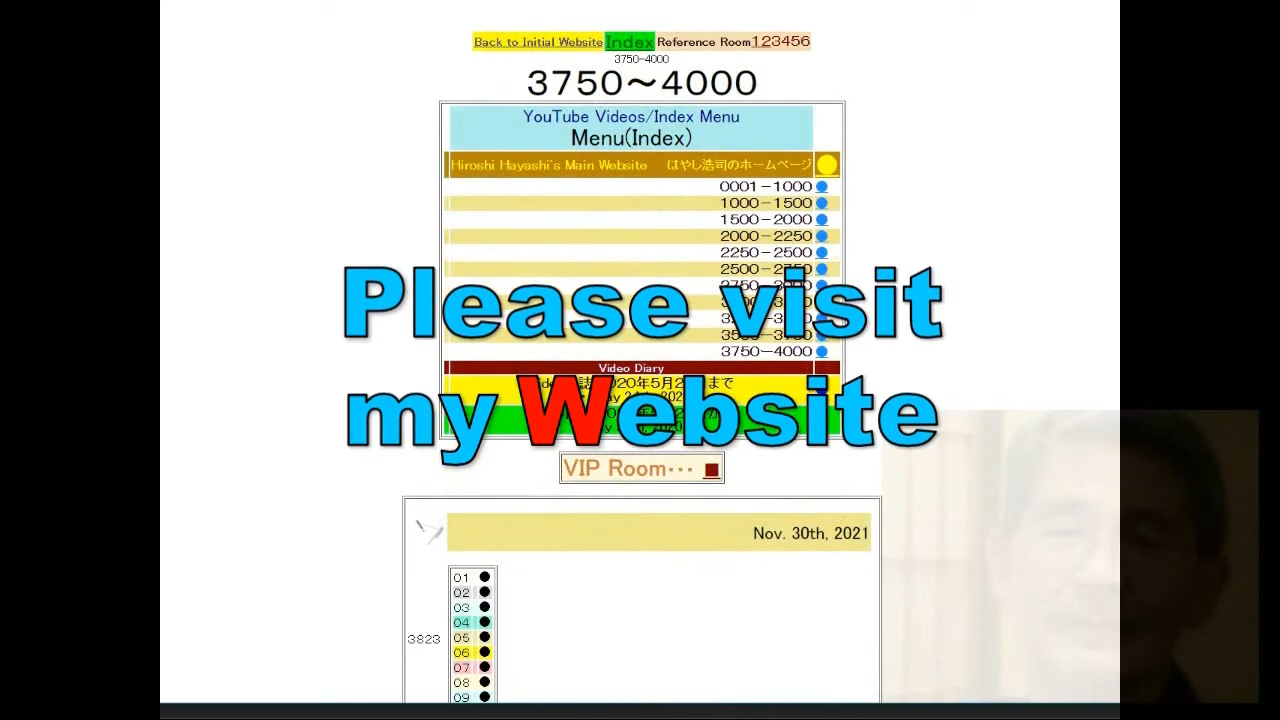 Back to Initial Website Index Reference Room123456
3750-4000
3750～4000
YouTube Videos/Index Menu
Menu(Index)
Hiroshi Hayashi's Main Website はやし浩司のホームページ
0001－1000
1000－1500
1500－2000
2000－2250
2250－2500
2500－2750
3750－4000
Please visit
my Website
Video Diary
VIP Room…
Nov. 30th, 2021
3823
01
02
03
04
05
06
07
08
09